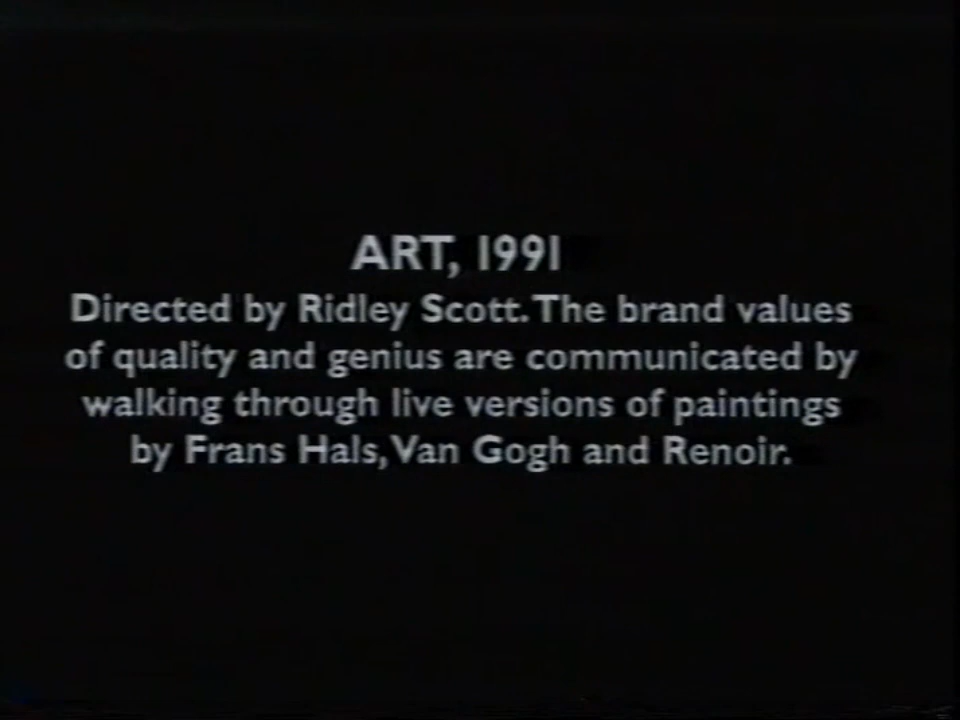 ART, 1991
Directed by Ridley Scott. The brand values
of quality and genius are communicated by
walking through live versions of paintings
by Frans Hals, Van Gogh and Renoir.